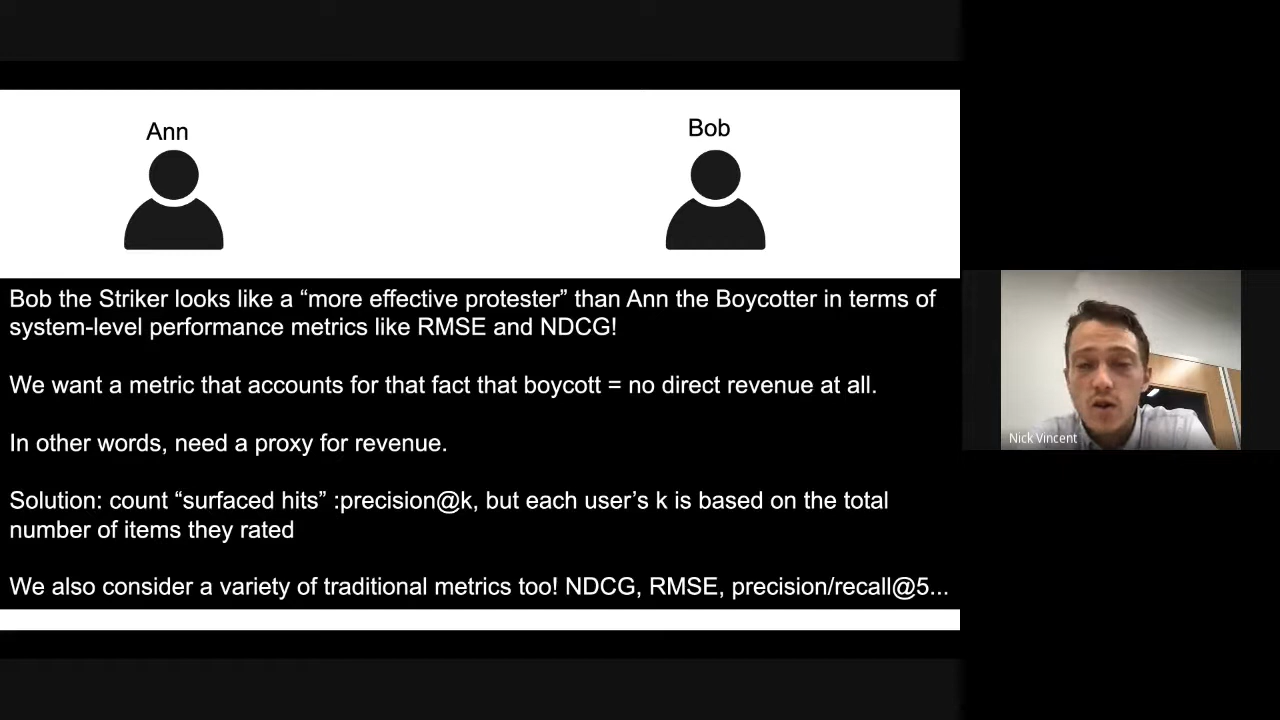 Ann
Bob
Bob the Striker looks like a “more effective protester” than Ann the Boycotter in terms of
system-level performance metrics like RMSE and NDCG!
We want a metric that accounts for that fact that boycott = no direct revenue at all.
In other words, need a proxy for revenue.
Solution: count “surfaced hits” :precision@k, but each user’s k is based on the total
number of items they rated
We also consider a variety of traditional metrics too! NDCG, RMSE, precision/recall@5...
Nick Vincent